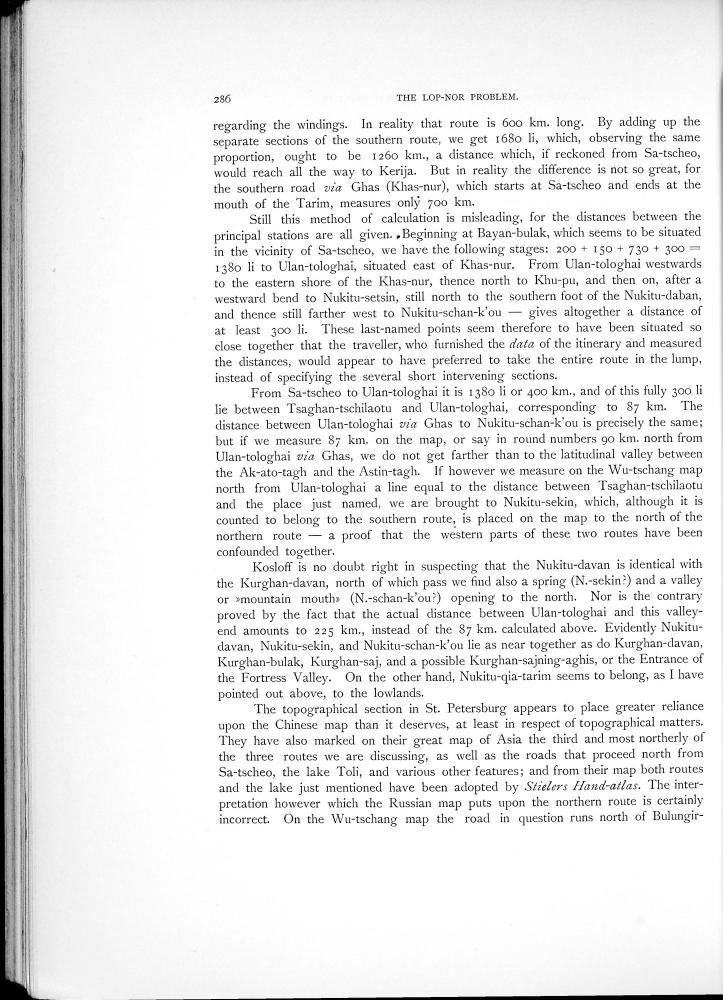 286
THE LOP-NOR PROBLEM.
regarding the windings. In reality that route is 600 km. long. By adding up the
separate sections of the southern route, we get 1680 li, which, observing the same
proportion, ought to be 1260 km., a distance which, if reckoned from Sa-tscheo,
would reach all the way to Kerija. But in reality the difference is not so great, for
the southern road via Ghas (Khas-nur), which starts at Sa-tscheo and ends at the
mouth of the Tarim, measures only 700 km.
Still this method of calculation is misleading, for the distances between the
principal stations are all given. Beginning at Bayan-bulak, which seems to be situated
in the vicinity of Sa-tscheo, we have the following stages: 200 + 150 + 730 + 300 =
1380 li to Ulan-tologhai, situated east of Khas-nur. From Ulan-tologhai westwards
to the eastern shore of the Khas-nur, thence north to Khu-pu, and then on, after a
westward bend to Nukitu-setsin, still north to the southern foot of the Nukitu-daban,
and thence still farther west to Nukitu-schan-k'ou — gives altogether a distance of
at least 300 li. These last-named points seem therefore to have been situated so
close together that the traveller, who furnished the data of the itinerary and measured
the distances, would appear to have preferred to take the entire route in the lump,
instead of specifying the several short intervening sections.
From Sa-tscheo to Ulan-tologhai it is 1380 li or 400 km., and of this fully 300 li
lie between Tsaghan-tschilaotu and Ulan-tologhai, corresponding to 87 km. The
distance between Ulan-tologhai via Ghas to Nukitu-schan-k'ou is precisely the same;
but if we measure 87 km. on the map, or say in round numbers 90 km. north from
Ulan-tologhai via Ghas, we do not get farther than to the latitudinal valley between
the Ak-ato-tagh and the Astin-tagh. If however we measure on the Wu-tschang map
north from Ulan-tologhai a line equal to the distance between Tsaghan-tschilaotu
and the place just named, we are brought to Nukitu-sekin, which, although it is
counted to belong to the southern route, is placed on the map to the north of the
northern route — a proof that the western parts of these two routes have been
confounded together.
Kosloff is no doubt right in suspecting that the Nukitu-davan is identical with
the Kurghan-davan, north of which pass we find also a spring (N.-sekin?) and a valley
or »mountain mouth» (N.-schan-k'ou?) opening to the north. Nor is the contrary
proved by the fact that the actual distance between Ulan-tologhai and this valley-
end amounts to 225 km., instead of the 87 km. calculated above. Evidently Nukitu-
davan, Nukitu-sekin, and Nukitu-schan-k'ou lie as near together as do Kurghan-davan,
Kurghan-bulak, Kurghan-saj, and a possible Kurghan-sajning-aghis, or the Entrance of
the Fortress Valley. On the other hand, Nukitu-qia-tarim seems to belong, as I have
pointed out above, to the lowlands.
The topographical section in St. Petersburg appears to place greater reliance
upon the Chinese map than it deserves, at least in respect of topographical matters.
They have also marked on their great map of Asia the third and most northerly of
the three routes we are discussing, as well as the roads that proceed north from
Sa-tscheo, the lake Toli, and various other features; and from their map both routes
and the lake just mentioned have been adopted by Stielers Hand-atlas. The inter-
pretation however which the Russian map puts upon the northern route is certainly
incorrect. On the Wu-tschang map the road in question runs north of Bulungir-